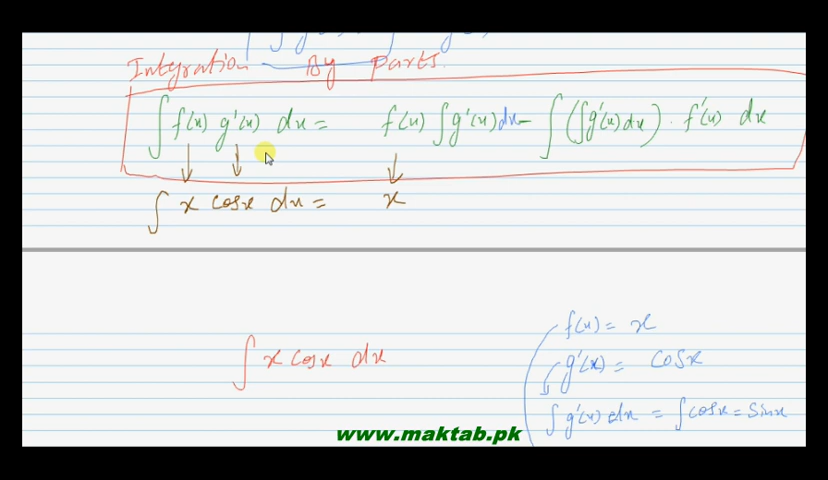 Integration By Parts.
∫ f(x) g'(x) dx = f(x) ∫g'(x)dx - ∫(∫g'(x)dx) . f'(x) dx
∫ x cosx dx = x
f(x) = x
∫ x cosx dx
g'(x) = cosx
∫ g'(x) dx = ∫cosx = Sinx
www.maktab.pk